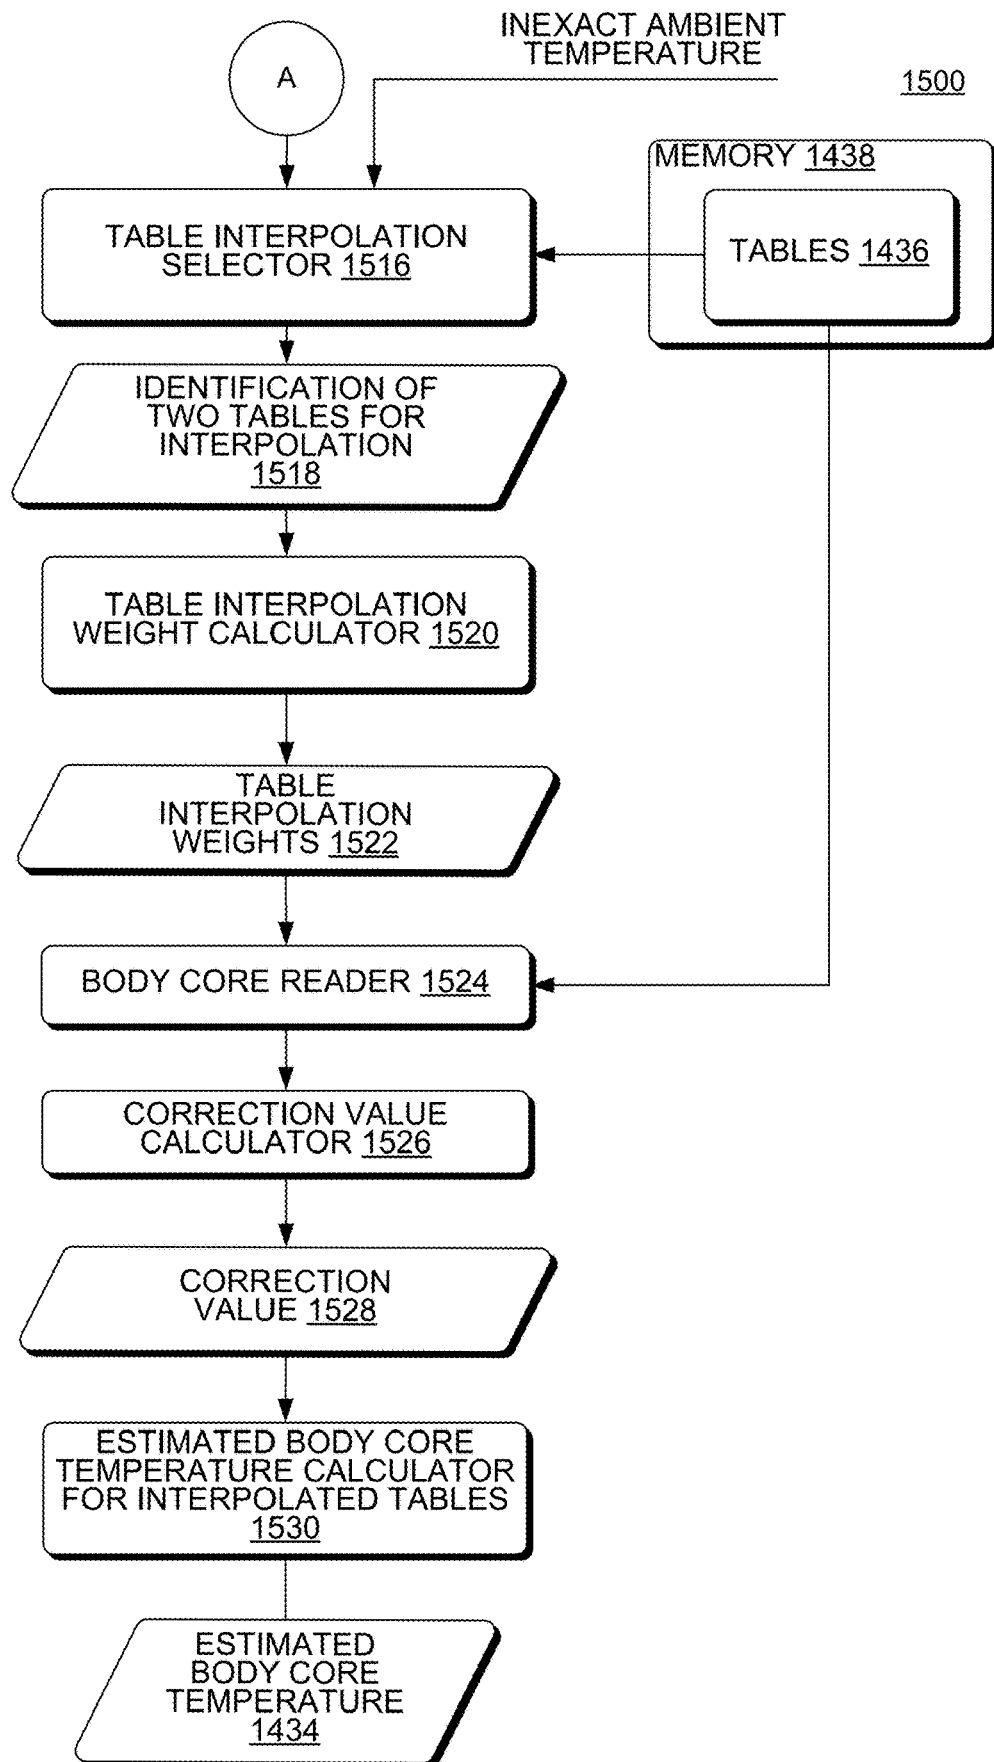 INEXACT AMBIENT
TEMPERATURE
A
1500
MEMORY 1438
TABLE INTERPOLATION
SELECTOR 1516
TABLES 1436
IDENTIFICATION OF
TWO TABLES FOR
INTERPOLATION
1518
TABLE INTERPOLATION
WEIGHT CALCULATOR 1520
TABLE
INTERPOLATION
WEIGHTS 1522
BODY CORE READER 1524
CORRECTION VALUE
CALCULATOR 1526
CORRECTION
VALUE 1528
ESTIMATED BODY CORE
TEMPERATURE CALCULATOR
FOR INTERPOLATED TABLES
1530
ESTIMATED
BODY CORE
TEMPERATURE
1434